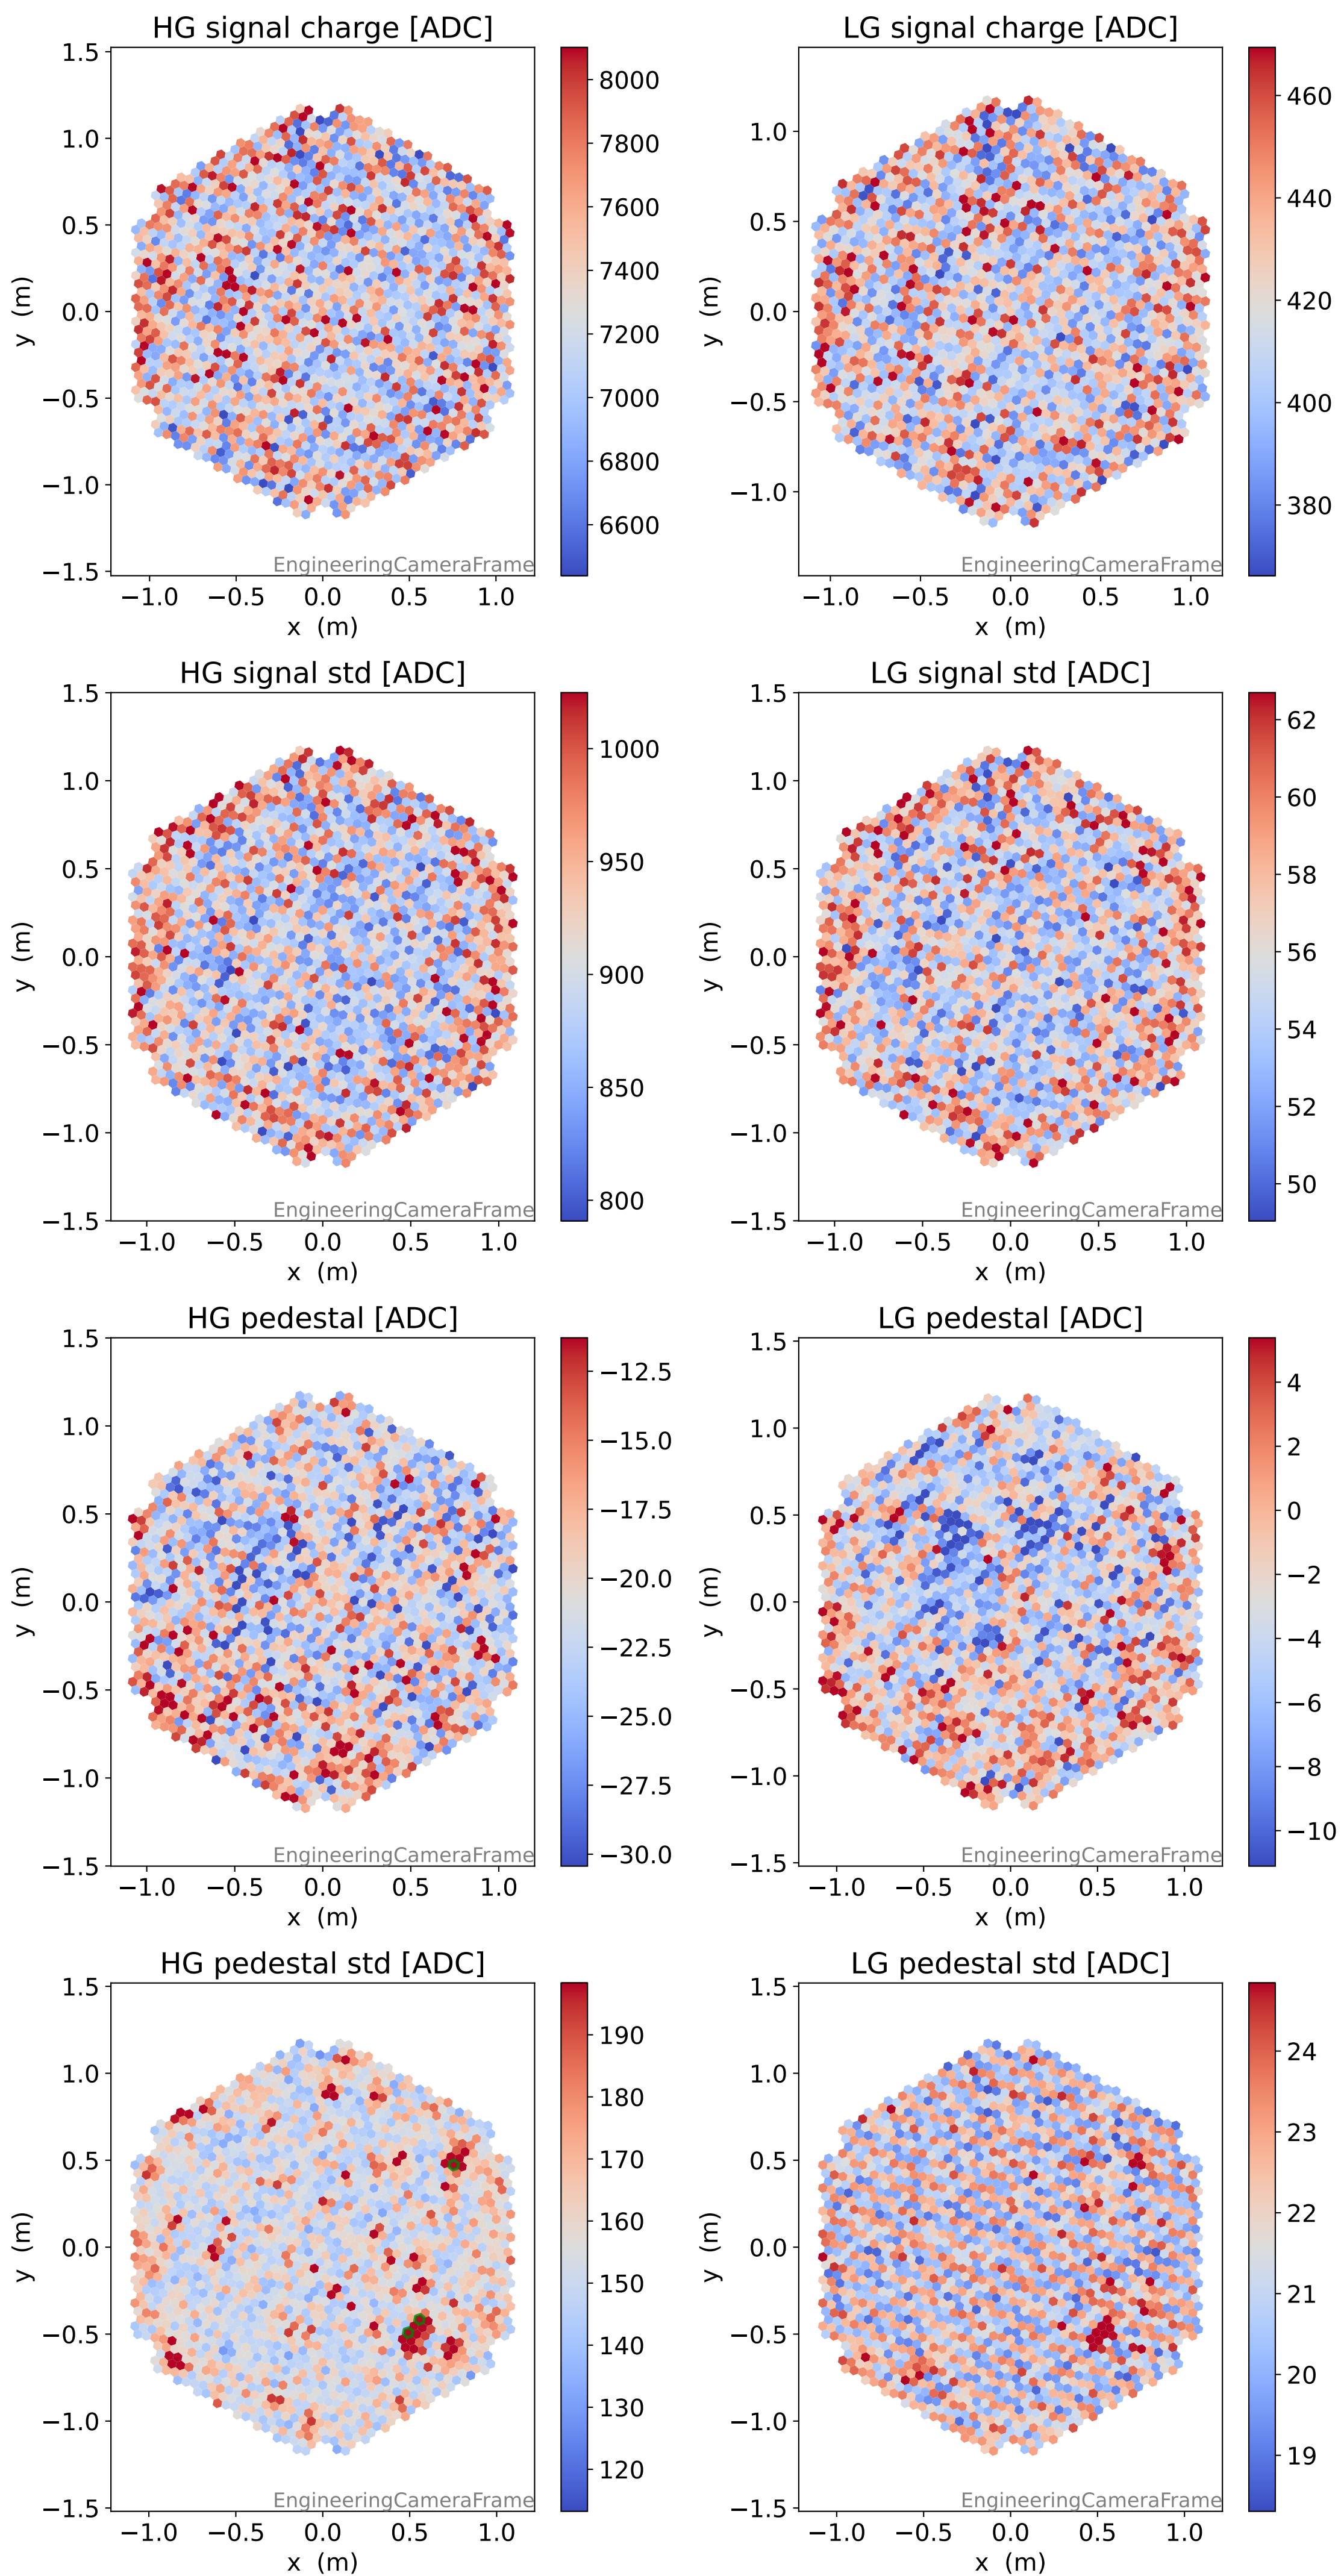 HG signal charge [ADC]
1.5
1.0
0.5
0.0
−0.5
−1.0
−1.5
y (m)
−1.0 −0.5 0.0 0.5 1.0
x (m)
EngineeringCameraFrame
8000
7800
7600
7400
7200
7000
6800
6600
LG signal charge [ADC]
1.0
0.5
0.0
−0.5
−1.0
y (m)
−1.0 −0.5 0.0 0.5 1.0
x (m)
EngineeringCameraFrame
460
440
420
400
380
HG signal std [ADC]
1.5
1.0
0.5
0.0
−0.5
−1.0
−1.5
y (m)
−1.0 −0.5 0.0 0.5 1.0
x (m)
EngineeringCameraFrame
1000
950
900
850
800
LG signal std [ADC]
1.5
1.0
0.5
0.0
−0.5
−1.0
−1.5
y (m)
−1.0 −0.5 0.0 0.5 1.0
x (m)
EngineeringCameraFrame
62
60
58
56
54
52
50
HG pedestal [ADC]
1.5
1.0
0.5
0.0
−0.5
−1.0
−1.5
y (m)
−1.0 −0.5 0.0 0.5 1.0
x (m)
EngineeringCameraFrame
−12.5
−15.0
−17.5
−20.0
−22.5
−25.0
−27.5
−30.0
LG pedestal [ADC]
1.5
1.0
0.5
0.0
−0.5
−1.0
−1.5
y (m)
−1.0 −0.5 0.0 0.5 1.0
x (m)
EngineeringCameraFrame
4
2
0
−2
−4
−6
−8
−10
HG pedestal std [ADC]
1.5
1.0
0.5
0.0
−0.5
−1.0
−1.5
y (m)
−1.0 −0.5 0.0 0.5 1.0
x (m)
EngineeringCameraFrame
190
180
170
160
150
140
130
120
LG pedestal std [ADC]
1.5
1.0
0.5
0.0
−0.5
−1.0
−1.5
y (m)
−1.0 −0.5 0.0 0.5 1.0
x (m)
EngineeringCameraFrame
24
23
22
21
20
19